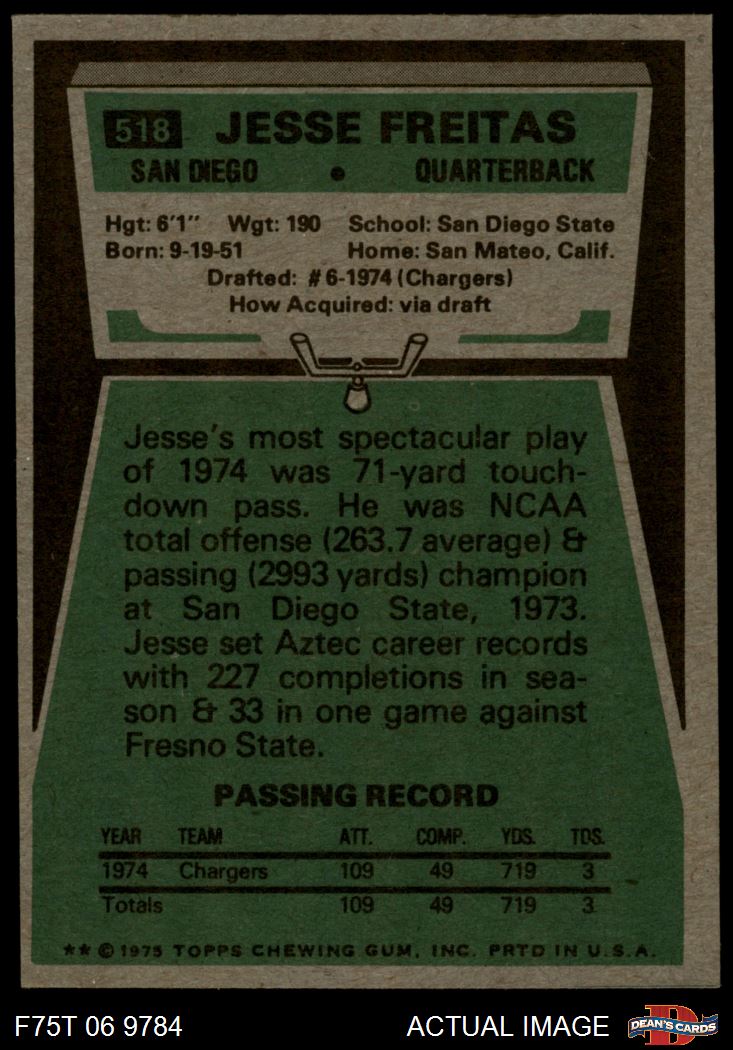 518 JESSE FREITAS
SAN DIEGO • QUARTERBACK
Hgt: 6'1" Wgt: 190 School: San Diego State
Born: 9-19-51 Home: San Mateo, Calif.
Drafted: #6-1974 (Chargers)
How Acquired: via draft
Jesse's most spectacular play
of 1974 was 71-yard touch-
down pass. He was NCAA
total offense (263.7 average) &
passing (2993 yards) champion
at San Diego State, 1973.
Jesse set Aztec career records
with 227 completions in sea-
son & 33 in one game against
Fresno State.
PASSING RECORD
YEAR TEAM ATT. COMP. YDS. TDS.
1974 Chargers 109 49 719 3
Totals 109 49 719 3
** © 1975 TOPPS CHEWING GUM, INC. PRTD IN U.S.A.
F75T 06 9784 ACTUAL IMAGE D DEAN'S CARDS